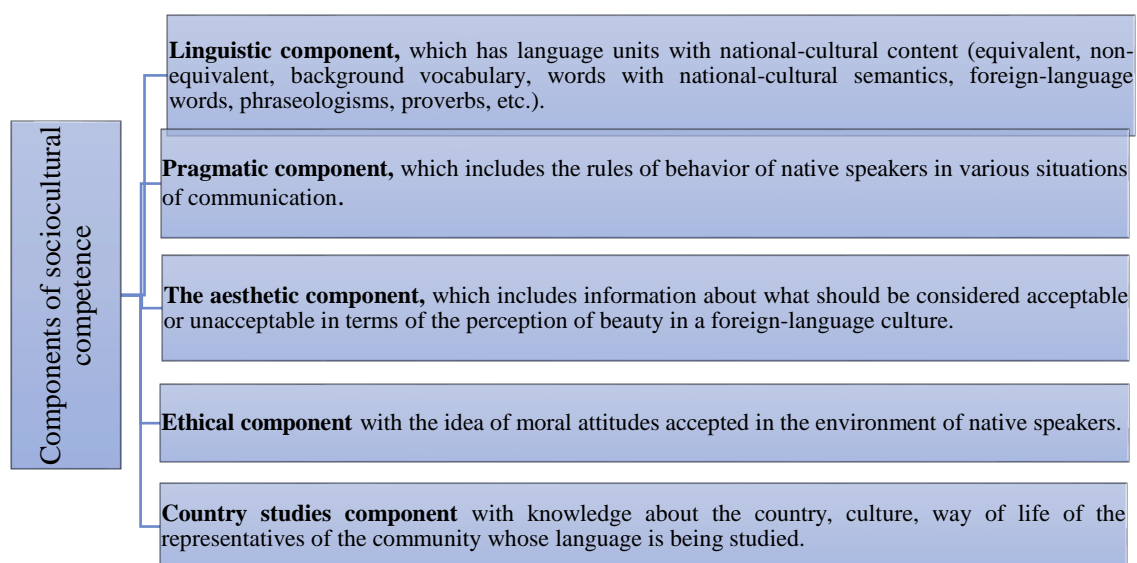 Components of sociocultural
competence
Linguistic component, which has language units with national-cultural content (equivalent, non-
equivalent, background vocabulary, words with national-cultural semantics, foreign-language
words, phraseologisms, proverbs, etc.).
Pragmatic component, which includes the rules of behavior of native speakers in various situations
of communication.
The aesthetic component, which includes information about what should be considered acceptable
or unacceptable in terms of the perception of beauty in a foreign-language culture.
Ethical component with the idea of moral attitudes accepted in the environment of native speakers.
Country studies component with knowledge about the country, culture, way of life of the
representatives of the community whose language is being studied.